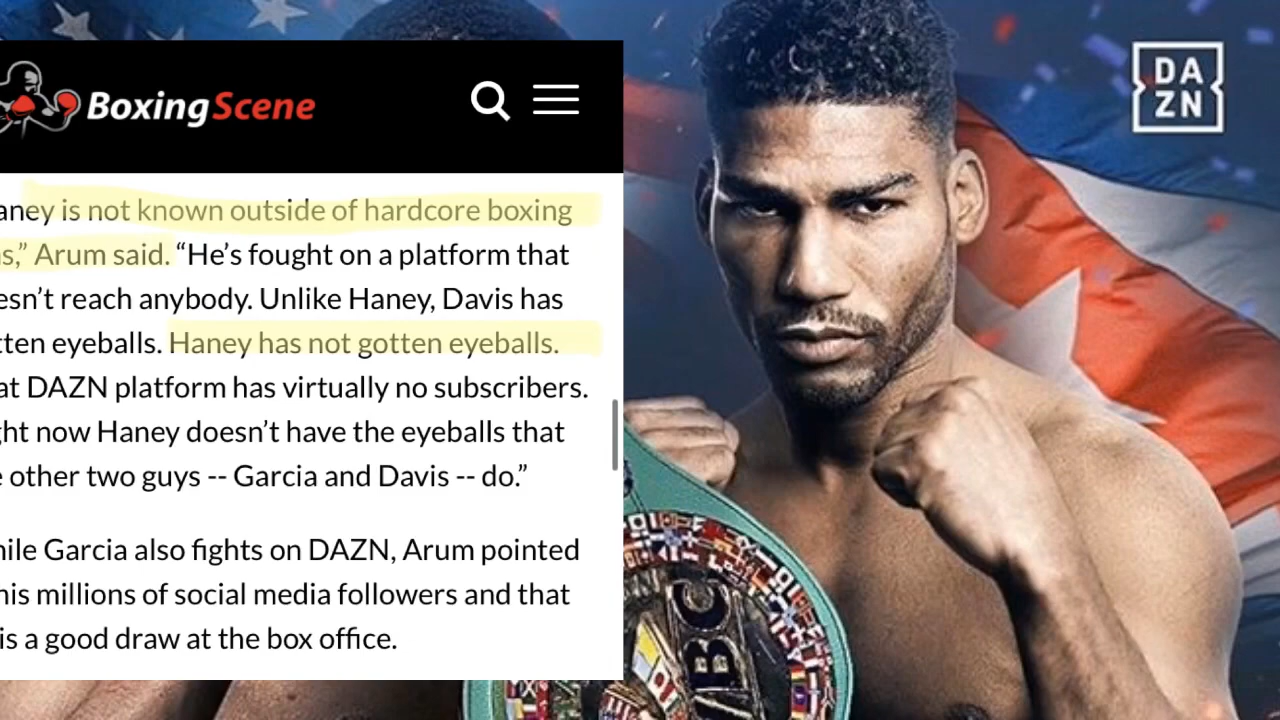 BoxingScene
DA
ZN
aney is not known outside of hardcore boxing
s,” Arum said. “He’s fought on a platform that
esn’t reach anybody. Unlike Haney, Davis has
tten eyeballs. Haney has not gotten eyeballs.
at DAZN platform has virtually no subscribers.
ght now Haney doesn’t have the eyeballs that
e other two guys -- Garcia and Davis -- do.”
hile Garcia also fights on DAZN, Arum pointed
his millions of social media followers and that
is a good draw at the box office.
WBC